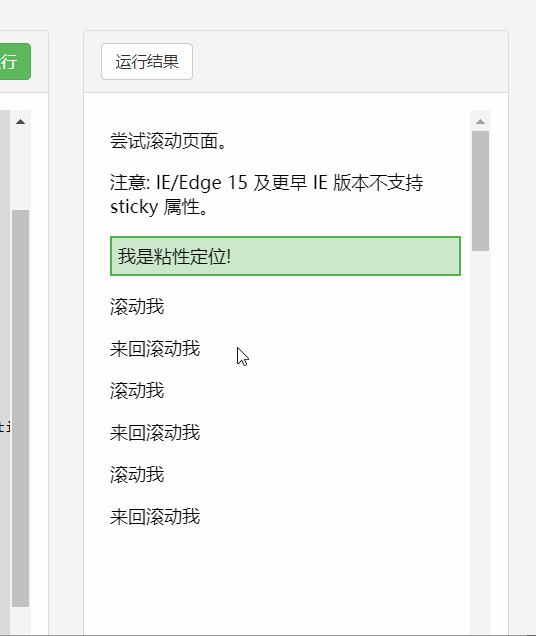 行
运行结果
尝试滚动页面。
注意: IE/Edge 15 及更早 IE 版本不支持
sticky 属性。
我是粘性定位!
滚动我
来回滚动我
滚动我
来回滚动我
ti
滚动我
来回滚动我